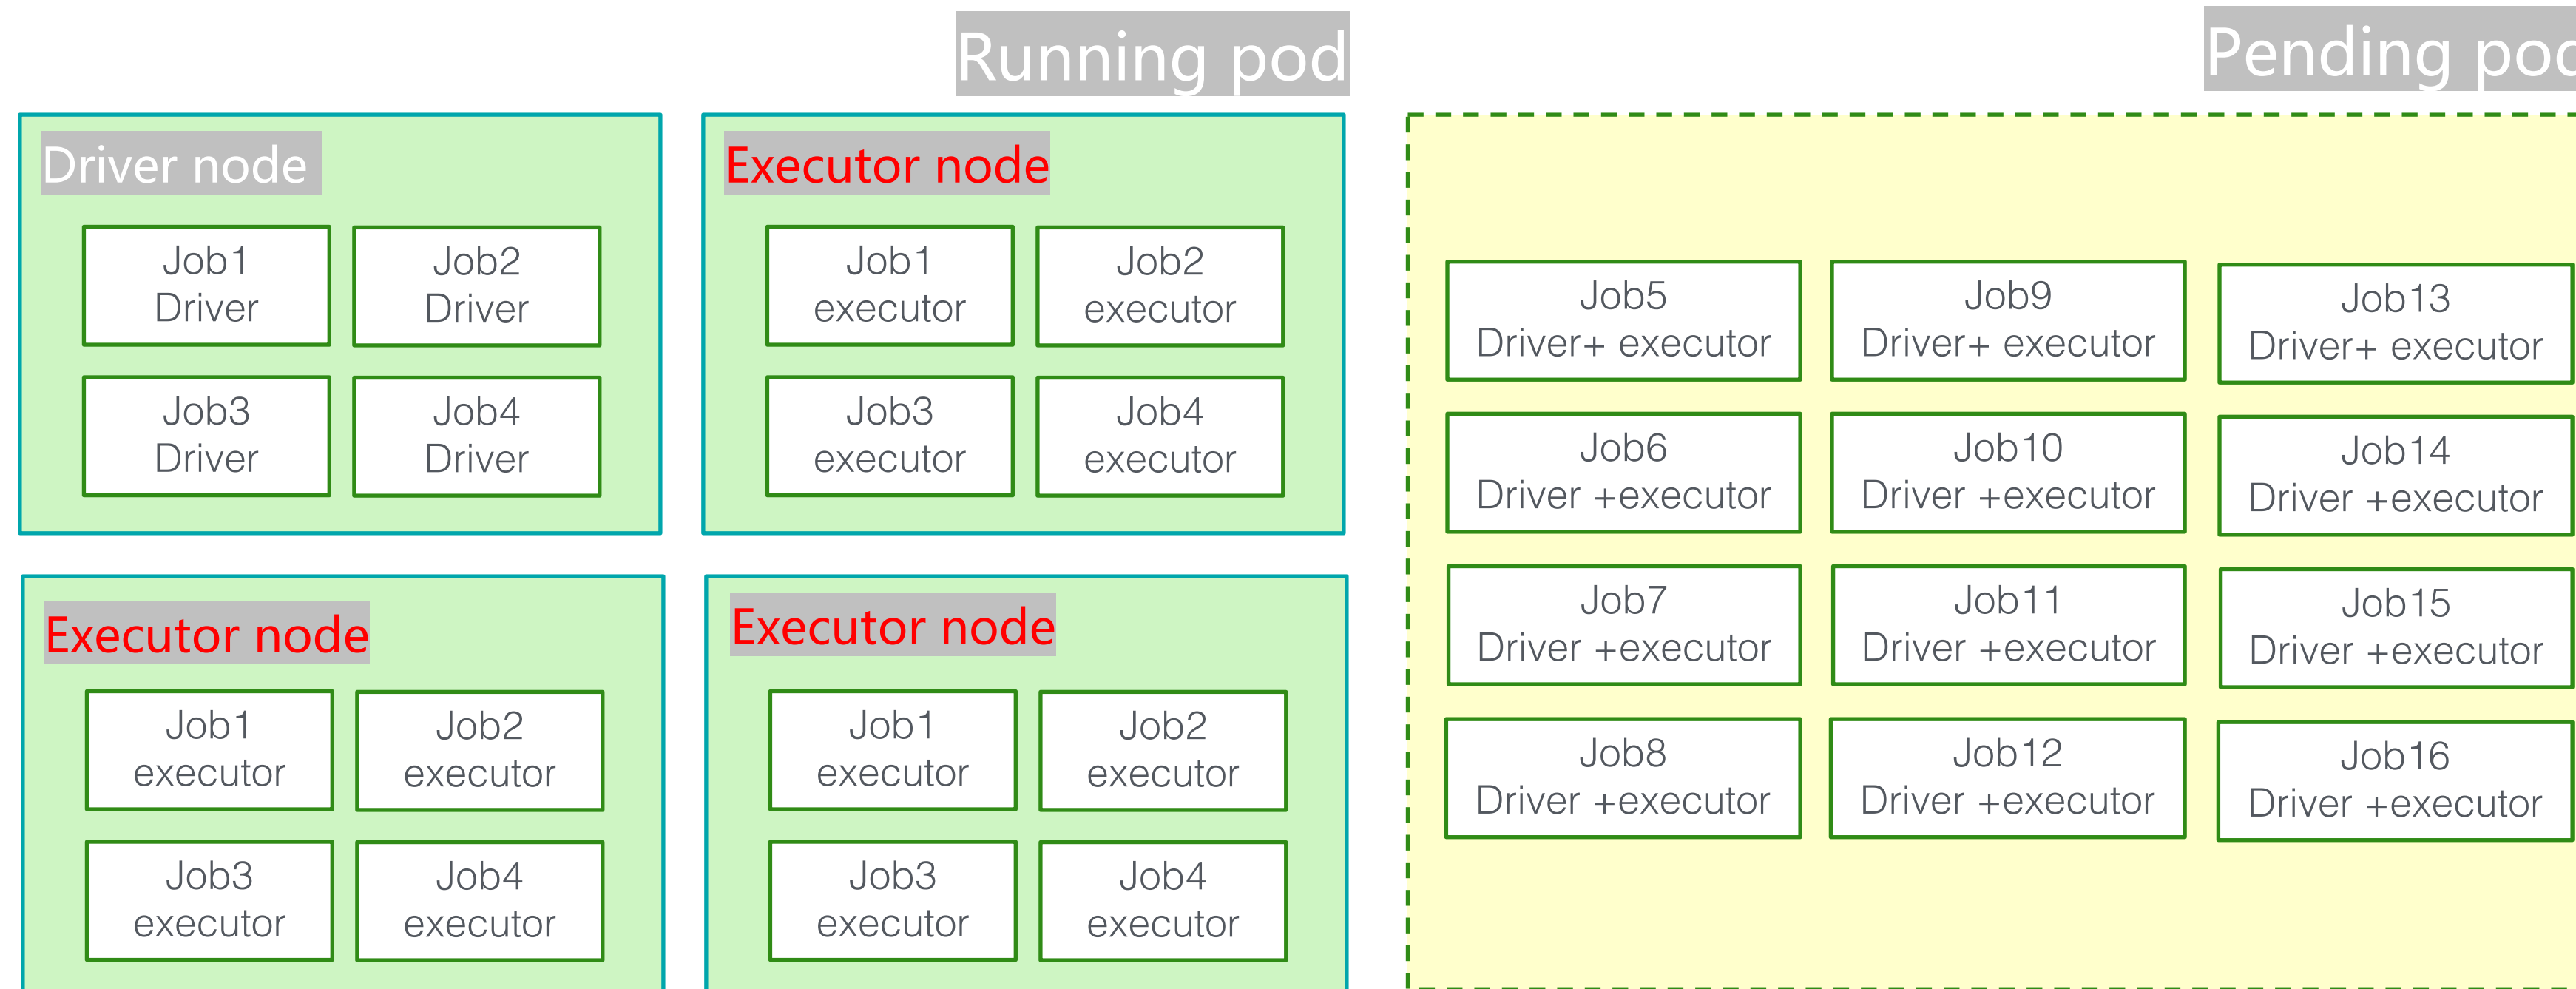 Running pod
Pending pod
Driver node
Job1
Driver
Job2
Driver
Job3
Driver
Job4
Driver
Executor node
Job1
executor
Job2
executor
Job3
executor
Job4
executor
Executor node
Job1
executor
Job2
executor
Job3
executor
Job4
executor
Executor node
Job1
executor
Job2
executor
Job3
executor
Job4
executor
Job5
Driver+ executor
Job9
Driver+ executor
Job13
Driver+ executor
Job6
Driver +executor
Job10
Driver +executor
Job14
Driver +executor
Job7
Driver +executor
Job11
Driver +executor
Job15
Driver +executor
Job8
Driver +executor
Job12
Driver +executor
Job16
Driver +executor